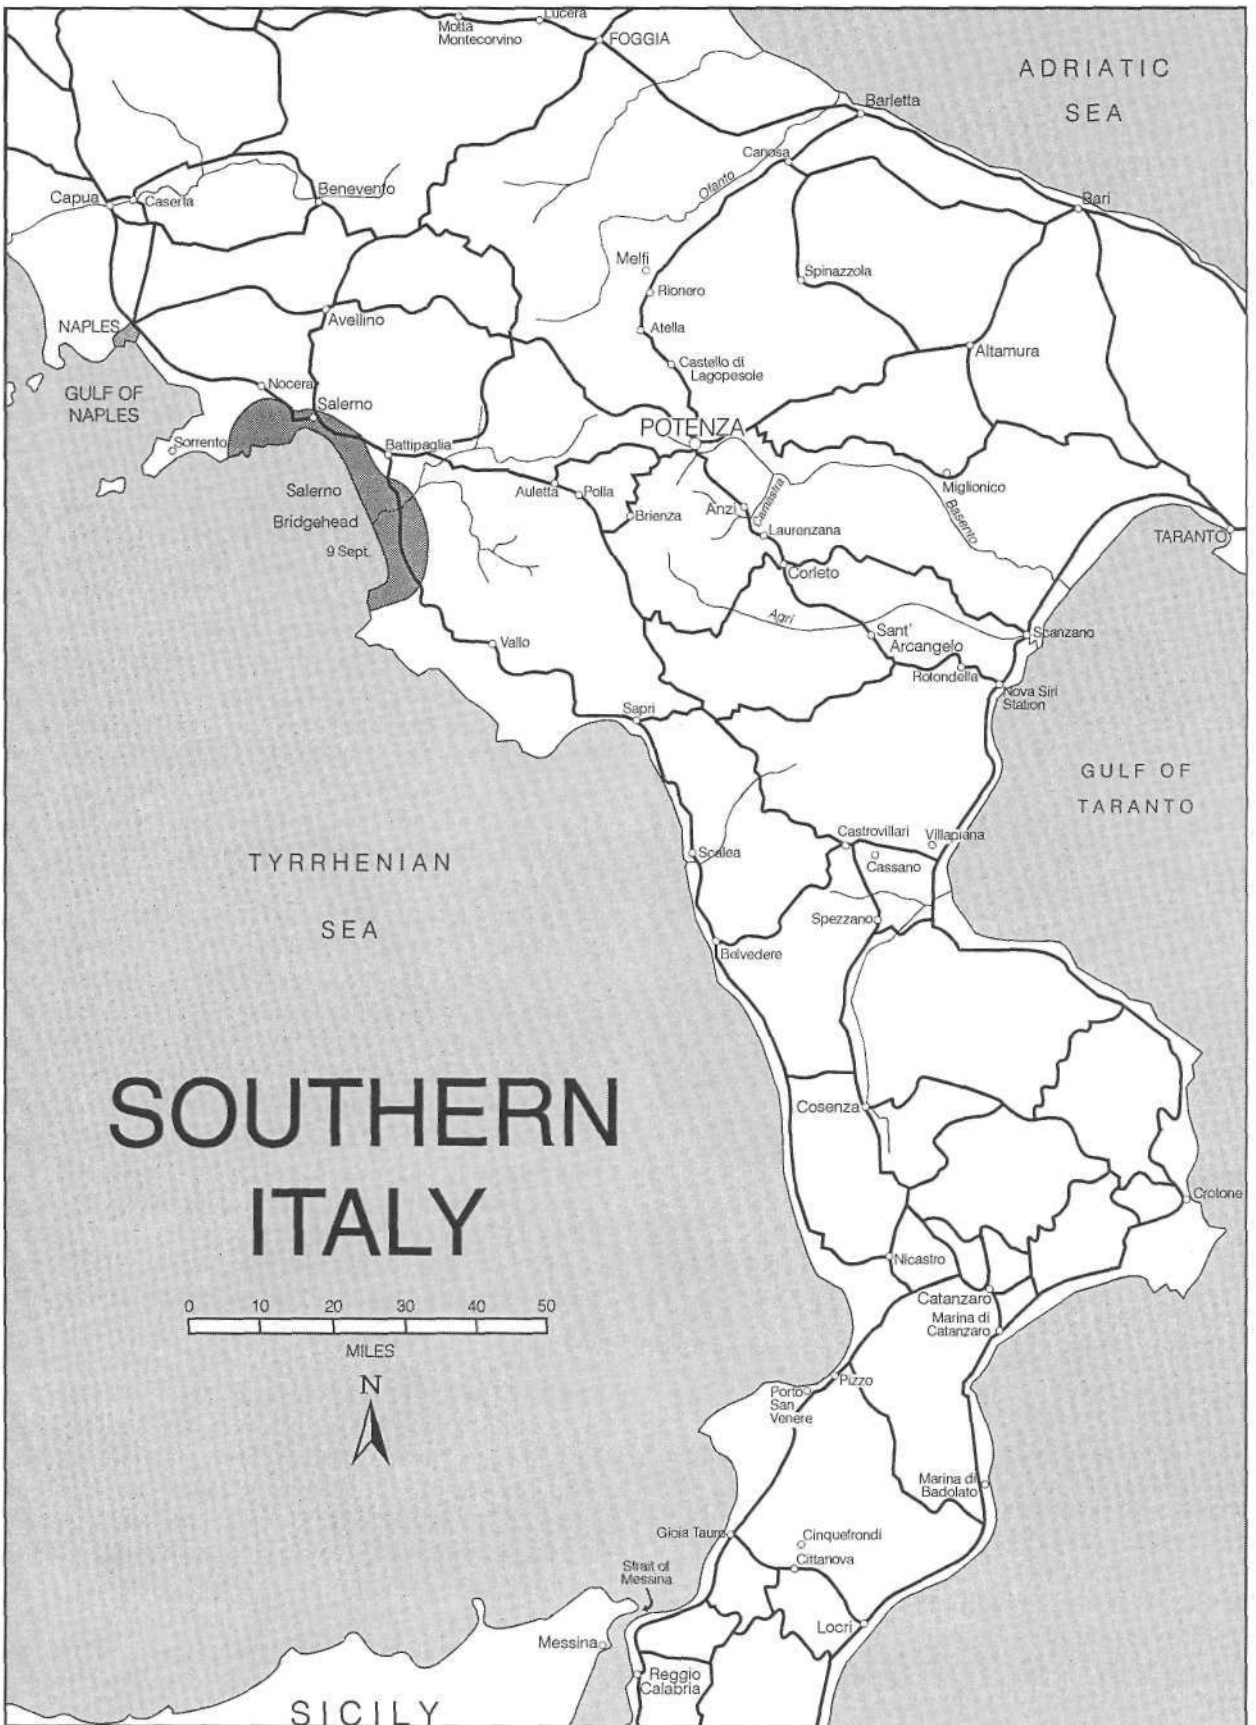 Lucera
Motta
Montecorvino
FOGGIA
ADRIATIC
SEA
Barletta
Canosa
Ofanto
Capua
Caserta
Benevento
Bari
Melfi
Spinazzola
Rionero
NAPLES
Avellino
Atella
Altamura
Castello di
Lagopesole
GULF OF
NAPLES
Nocera
Salerno
POTENZA
Sorrento
Battipaglia
Salerno
Bridgehead
9 Sept.
Auletta
Polla
Brienza
Anzi
Camastra
Laurenzana
Miglionico
Basento
TARANTO
Corleto
Agri
Sant'
Arcangelo
Scanzano
Vallo
Rotondella
Nova Siri
Station
Sapri
GULF OF
TARANTO
Castrovillari
Villapiana
Scalea
Cassano
TYRRHENIAN
SEA
Spezzano
Belvedere
SOUTHERN
ITALY
Cosenza
Crotone
Nicastro
0 10 20 30 40 50
MILES
N
Catanzaro
Marina di
Catanzaro
Pizzo
Porto
San
Venere
Marina di
Badolato
Gioia Tauro
Cinquefrondi
Cittanova
Strait of
Messina
Locri
Messina
Reggio
Calabria
SICILY